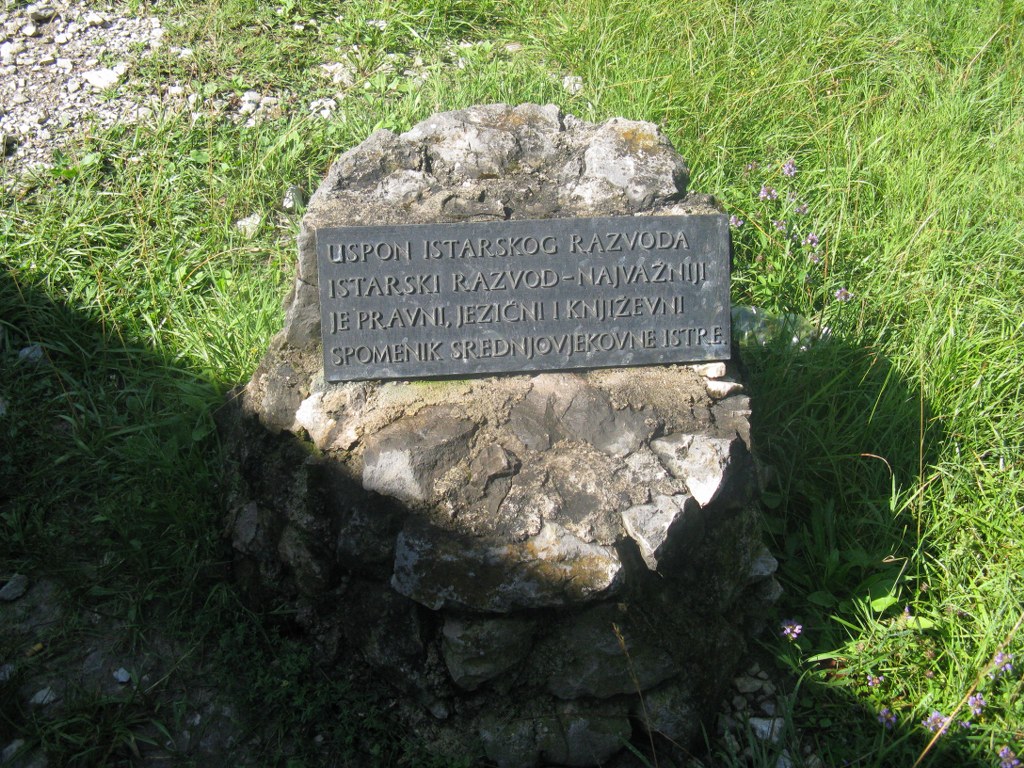 USPON ISTARSKOG RAZVODA
ISTARSKI RAZVOD-NAJVAŽNIJI
JE PRAVNI, JEZIČNI I KNJIŽEVNI
SPOMENIK SREDNJOVJEKOVNE ISTRE.